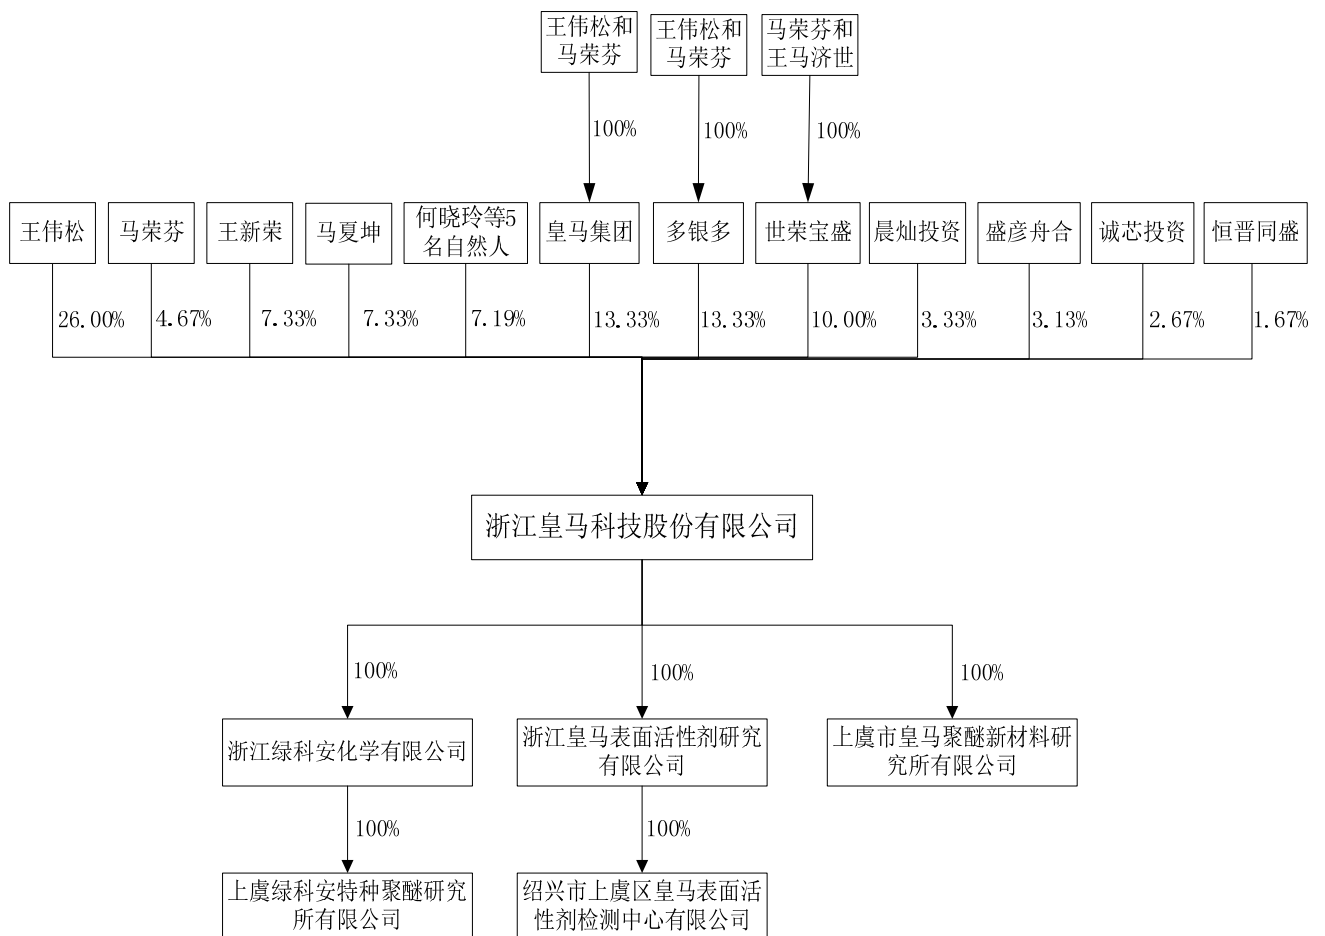 王伟松和
马荣芬
王伟松和
马荣芬
马荣芬和
王马济世
100%
100%
100%
王伟松
马荣芬
王新荣
马夏坤
何晓玲等5
名自然人
皇马集团
多银多
世荣宝盛
晨灿投资
盛彦舟合
诚芯投资
恒晋同盛
26.00%
4.67%
7.33%
7.33%
7.19%
13.33%
13.33%
10.00%
3.33%
3.13%
2.67%
1.67%
浙江皇马科技股份有限公司
100%
100%
100%
浙江绿科安化学有限公司
浙江皇马表面活性剂研究
有限公司
上虞市皇马聚醚新材料研
究所有限公司
100%
100%
上虞绿科安特种聚醚研究
所有限公司
绍兴市上虞区皇马表面活
性剂检测中心有限公司